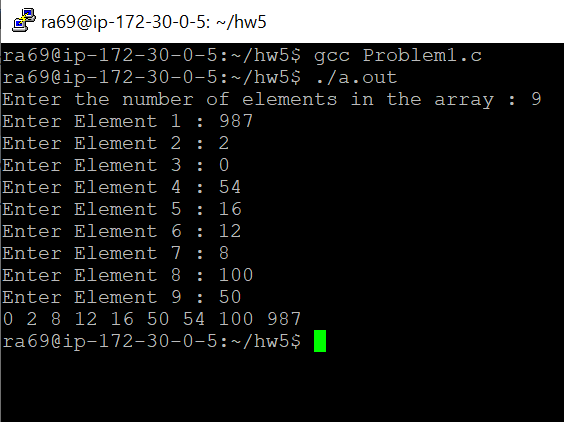 ra69@ip-172-30-0-5: ~/hw5
ra69@ip-172-30-0-5:~/hw5$ gcc Problem1.c
ra69@ip-172-30-0-5:~/hw5$ ./a.out
Enter the number of elements in the array : 9
Enter Element 1 : 987
Enter Element 2 : 2
Enter Element 3 : 0
Enter Element 4 : 54
Enter Element 5 : 16
Enter Element 6 : 12
Enter Element 7 : 8
Enter Element 8 : 100
Enter Element 9 : 50
0 2 8 12 16 50 54 100 987
ra69@ip-172-30-0-5:~/hw5$